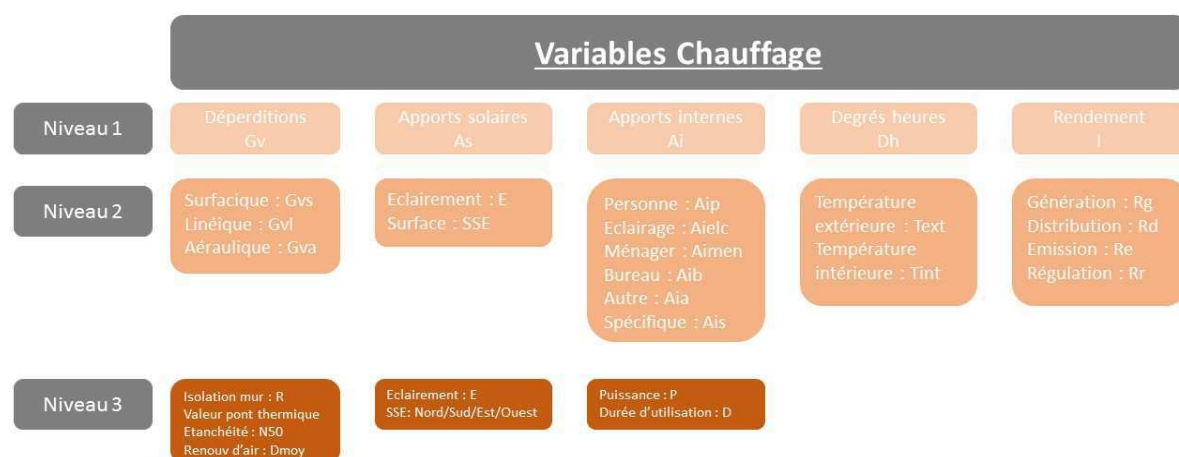 Variables Chauffage
Niveau 1
Déperditions
Gv
Apports solaires
As
Apports internes
Ai
Degrés heures
Dh
Rendement
I
Niveau 2
Surfacique : Gvs
Linéique : Gvl
Aéraulique : Gva
Eclairement : E
Surface : SSE
Personne : Aip
Eclairage : Aielc
Ménager : Aimen
Bureau : Aib
Autre : Aia
Spécifique : Ais
Température
extérieure : Text
Température
intérieure : Tint
Génération : Rg
Distribution : Rd
Emission : Re
Régulation : Rr
Niveau 3
Isolation mur : R
Valeur pont thermique
Etanchéité : N50
Renouv d'air : Dmoy
Eclairement : E
SSE: Nord/Sud/Est/Ouest
Puissance : P
Durée d'utilisation : D